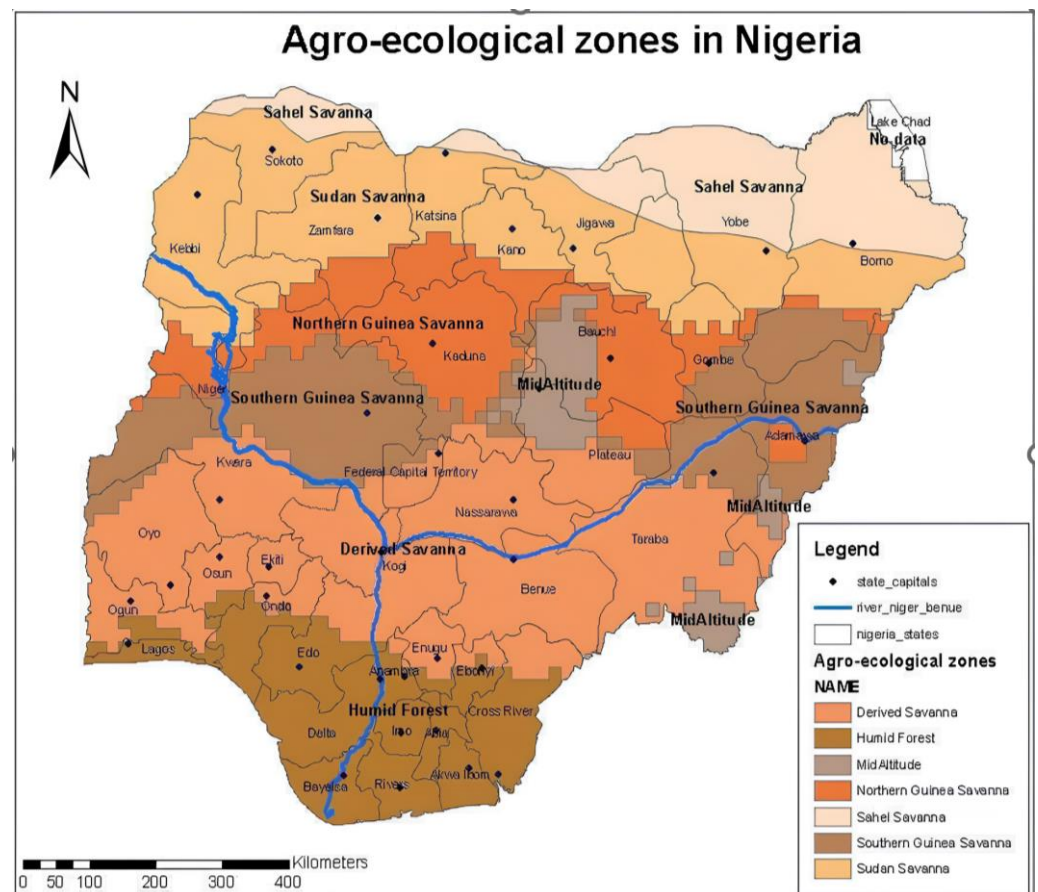 Agro-ecological zones in Nigeria
N
Sahel Savanna
Lake Chad
No data
Sokoto
Sudan Savanna
Sahel Savanna
Katsina
Zamfara
Jigawa
Yobe
Kebbi
Kano
Borno
Northern Guinea Savanna
Bauchi
Kaduna
Gombe
Niger
MidAltitude
Southern Guinea Savanna
Southern Guinea Savanna
Adamawa
Kwara
Plateau
Federal Capital Territory
Nassarawa
MidAltitude
Oyo
Taraba
Derived Savanna
Kogi
Ekiti
Osun
Benue
Ogun
Ondo
MidAltitude
Lagos
Edo
Enugu
Anambra
Ebonyi
Humid Forest
Cross River
Delta
Imo
Abia
Akwa Ibom
Bayelsa
Rivers
Legend
state_capitals
river_niger_benue
nigeria_states
Agro-ecological zones
NAME
Derived Savanna
Humid Forest
MidAltitude
Northern Guinea Savanna
Sahel Savanna
Southern Guinea Savanna
Sudan Savanna
Kilometers
0 50 100 200 300 400